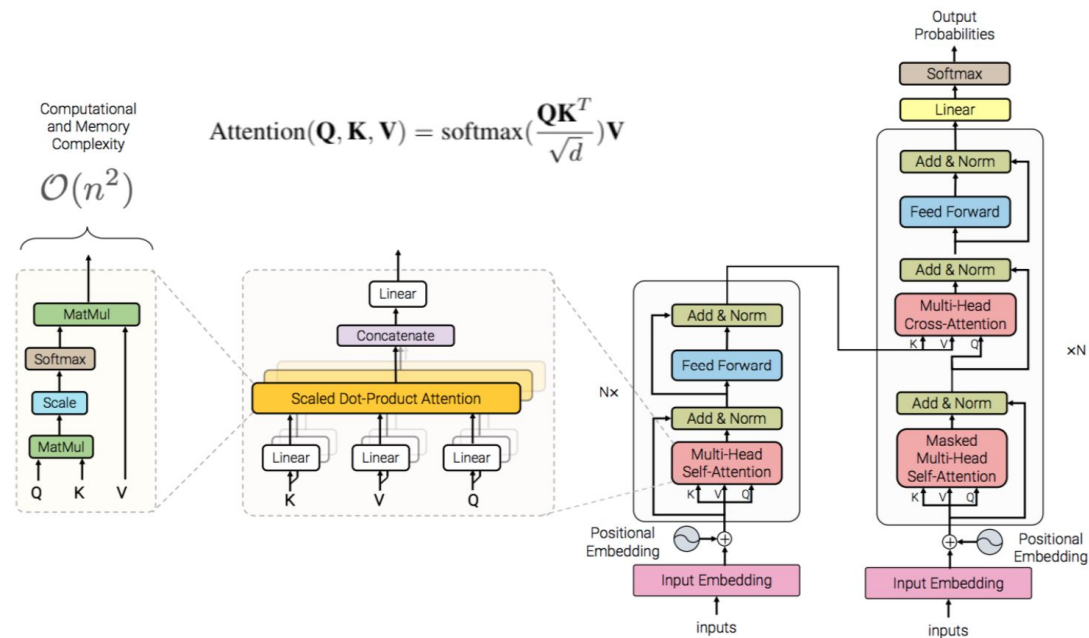 Computational
and Memory
Complexity
O(n²)
MatMul
Softmax
Scale
MatMul
Q K V
Attention(Q, K, V) = softmax(QKᵀ/√d)V
Linear
Concatenate
Scaled Dot-Product Attention
Linear Linear Linear
K V Q
Add & Norm
Feed Forward
N×
Add & Norm
Multi-Head
Self-Attention
K V Q
Positional
Embedding
Input Embedding
inputs
Output
Probabilities
Softmax
Linear
Add & Norm
Feed Forward
Add & Norm
Multi-Head
Cross-Attention
K V Q
×N
Add & Norm
Masked
Multi-Head
Self-Attention
K V Q
Positional
Embedding
Input Embedding
inputs